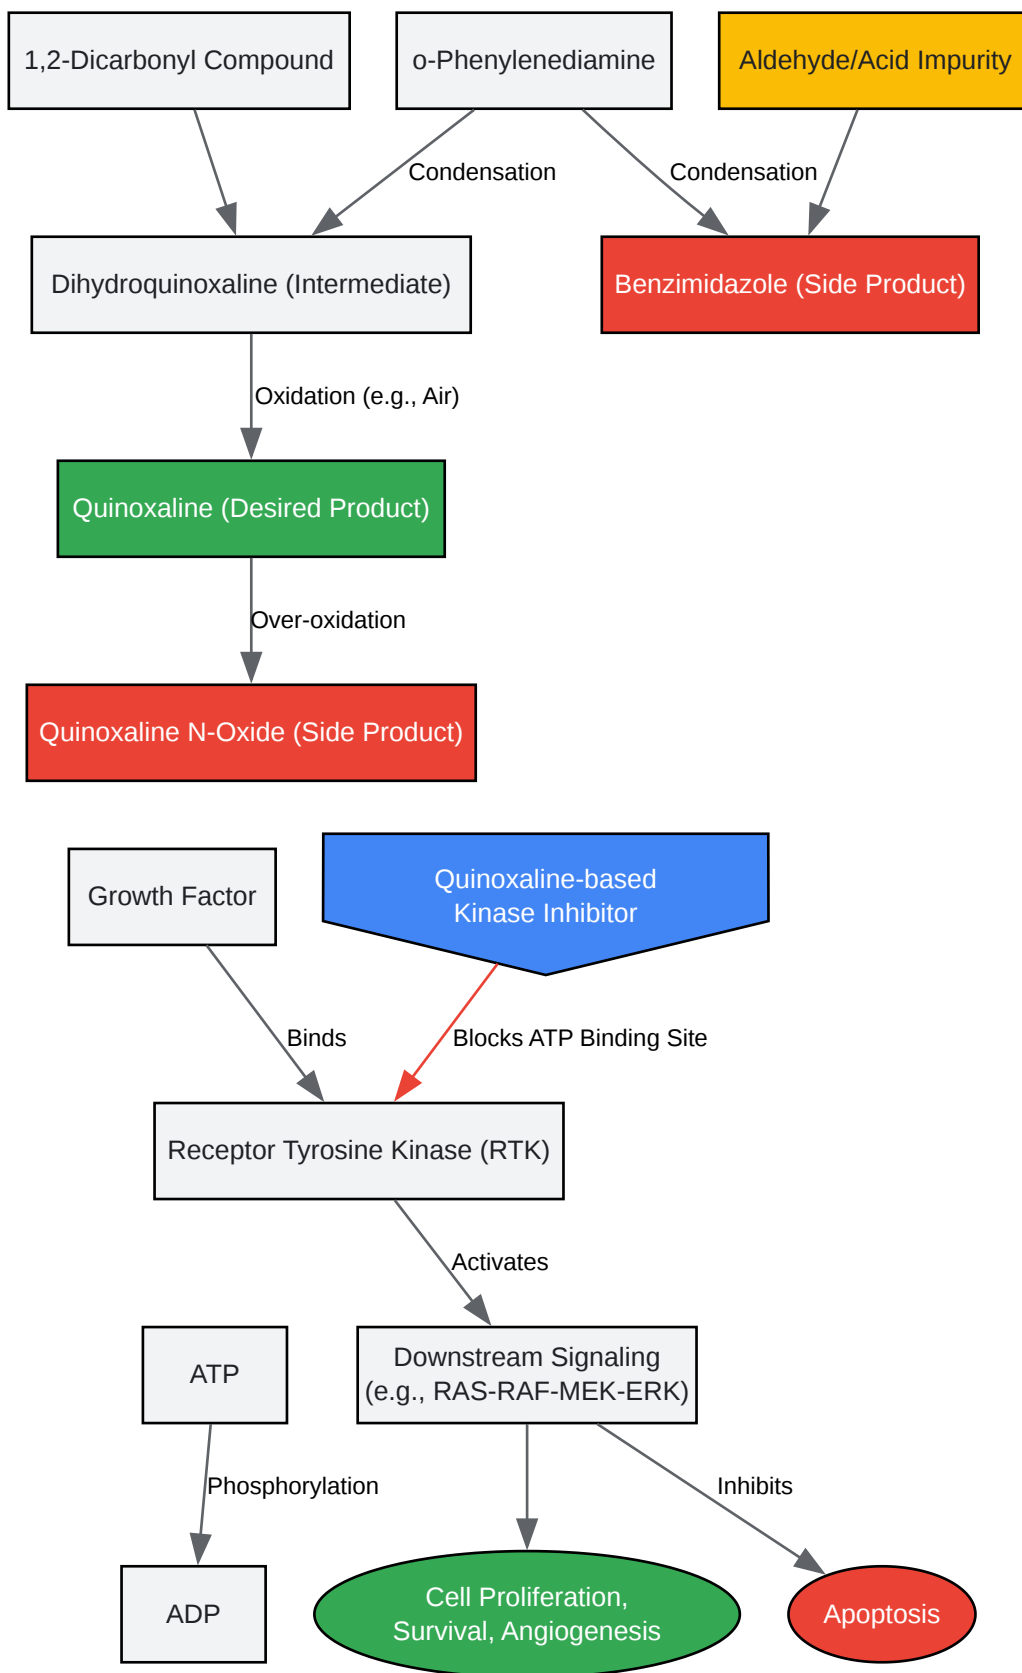 1,2-Dicarbonyl Compound
o-Phenylenediamine
Aldehyde/Acid Impurity
Condensation
Condensation
Dihydroquinoxaline (Intermediate)
Benzimidazole (Side Product)
Oxidation (e.g., Air)
Quinoxaline (Desired Product)
Over-oxidation
Quinoxaline N-Oxide (Side Product)
Growth Factor
Quinoxaline-based
Kinase Inhibitor
Binds
Blocks ATP Binding Site
Receptor Tyrosine Kinase (RTK)
Activates
ATP
Downstream Signaling
(e.g., RAS-RAF-MEK-ERK)
Phosphorylation
Inhibits
ADP
Cell Proliferation,
Survival, Angiogenesis
Apoptosis